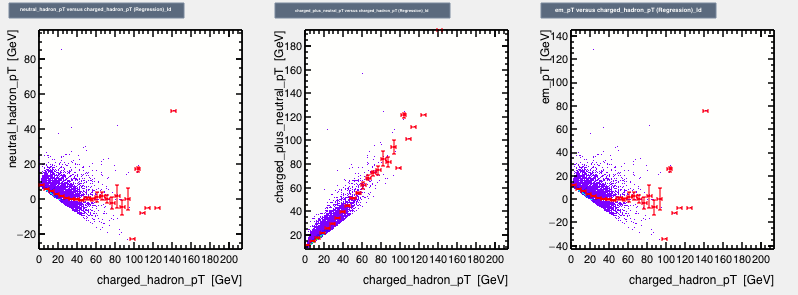 neutral_hadron_pT versus charged_hadron_pT (Regression)_Id
charged_plus_neutral_pT versus charged_hadron_pT (Regression)_Id
em_pT versus charged_hadron_pT (Regression)_Id
neutral_hadron_pT [GeV]
80
60
40
20
0
−20
0 20 40 60 80 100 120 140 160 180 200
charged_hadron_pT [GeV]
charged_plus_neutral_pT [GeV]
180
160
140
120
100
80
60
40
20
0 20 40 60 80 100 120 140 160 180 200
charged_hadron_pT [GeV]
em_pT [GeV]
140
120
100
80
60
40
20
0
−20
−40
0 20 40 60 80 100 120 140 160 180 200
charged_hadron_pT [GeV]